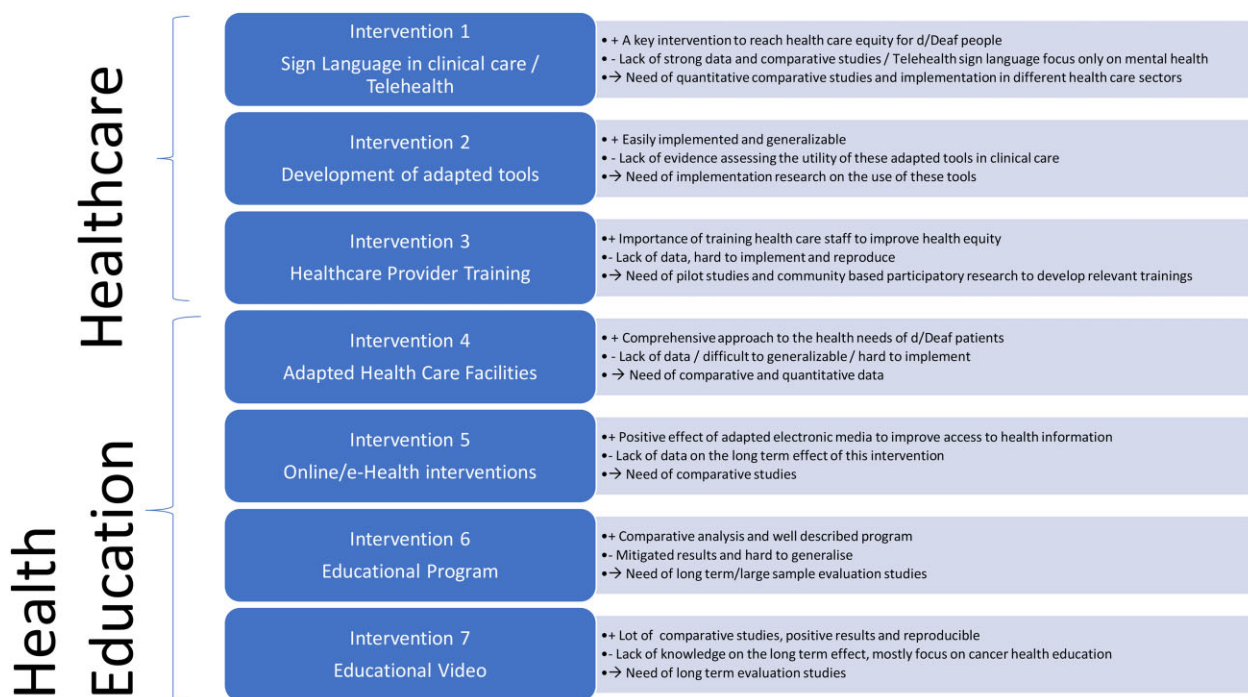 Healthcare
Intervention 1
Sign Language in clinical care /
Telehealth
•+ A key intervention to reach health care equity for d/Deaf people
•- Lack of strong data and comparative studies / Telehealth sign language focus only on mental health
•→ Need of quantitative comparative studies and implementation in different health care sectors
Intervention 2
Development of adapted tools
•+ Easily implemented and generalizable
•- Lack of evidence assessing the utility of these adapted tools in clinical care
•→ Need of implementation research on the use of these tools
Intervention 3
Healthcare Provider Training
•+ Importance of training health care staff to improve health equity
•- Lack of data, hard to implement and reproduce
•→ Need of pilot studies and community based participatory research to develop relevant trainings
Health
Education
Intervention 4
Adapted Health Care Facilities
•+ Comprehensive approach to the health needs of d/Deaf patients
•- Lack of data / difficult to generalizable / hard to implement
•→ Need of comparative and quantitative data
Intervention 5
Online/e-Health interventions
•+ Positive effect of adapted electronic media to improve access to health information
•- Lack of data on the long term effect of this intervention
•→ Need of comparative studies
Intervention 6
Educational Program
•+ Comparative analysis and well described program
•- Mitigated results and hard to generalise
•→ Need of long term/large sample evaluation studies
Intervention 7
Educational Video
•+ Lot of comparative studies, positive results and reproducible
•- Lack of knowledge on the long term effect, mostly focus on cancer health education
•→ Need of long term evaluation studies